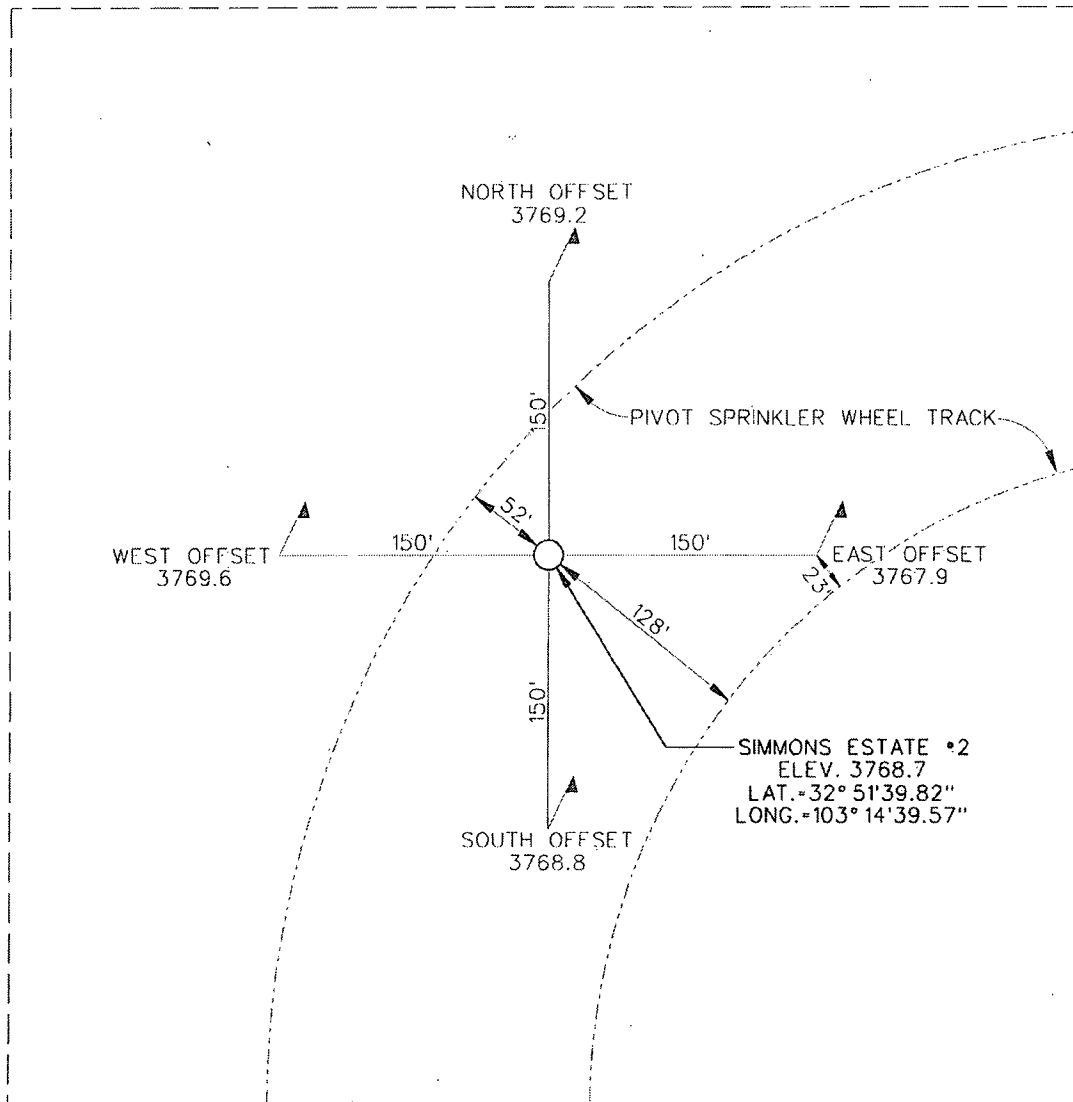 NORTH OFFSET
3769.2
150'
PIVOT SPRINKLER WHEEL TRACK
52'
WEST OFFSET
3769.6
150'
150'
EAST OFFSET
3767.9
23'
128'
150'
SIMMONS ESTATE #2
ELEV. 3768.7
LAT.=32° 51'39.82"
LONG.=103° 14'39.57"
SOUTH OFFSET
3768.8